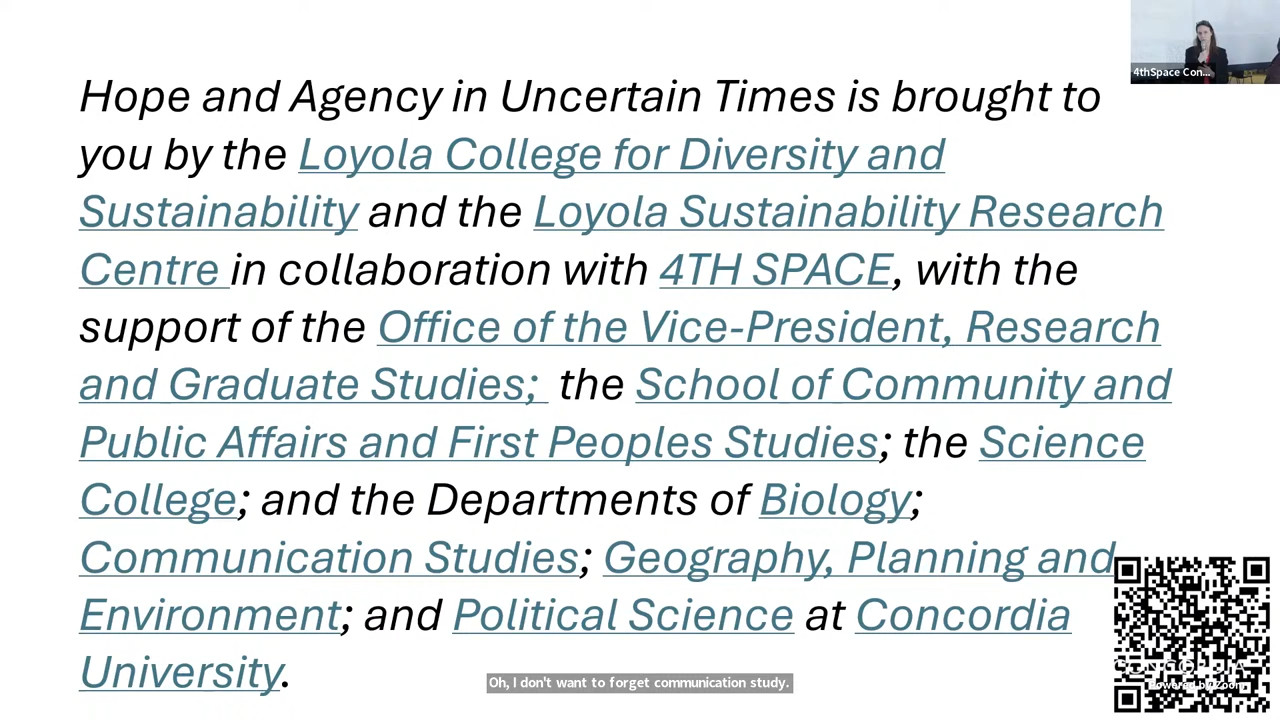 Hope and Agency in Uncertain Times is brought to
you by the Loyola College for Diversity and
Sustainability and the Loyola Sustainability Research
Centre in collaboration with 4TH SPACE, with the
support of the Office of the Vice-President, Research
and Graduate Studies; the School of Community and
Public Affairs and First Peoples Studies; the Science
College; and the Departments of Biology;
Communication Studies; Geography, Planning and
Environment; and Political Science at Concordia
University.
4thSpace Con...
Oh, I don't want to forget communication study.
CONCORDIA
Powered by Zoom